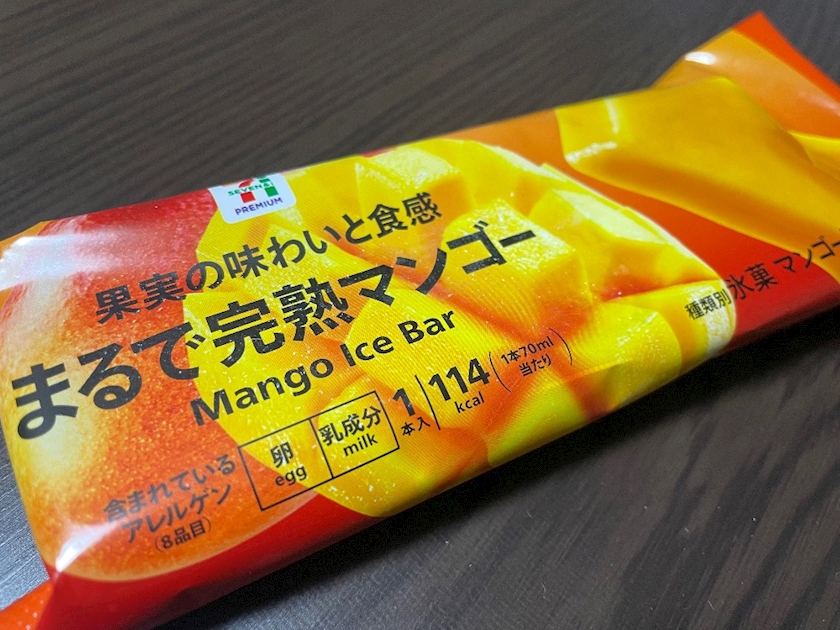 SEVEN&i
PREMIUM
果実の味わいと食感
まるで完熟マンゴー
Mango Ice Bar
含まれている
アレルゲン
(8品目)
卵
egg
乳成分
milk
1
本入
114
kcal
(1本70ml
当たり)
種類別 氷菓 マンゴー